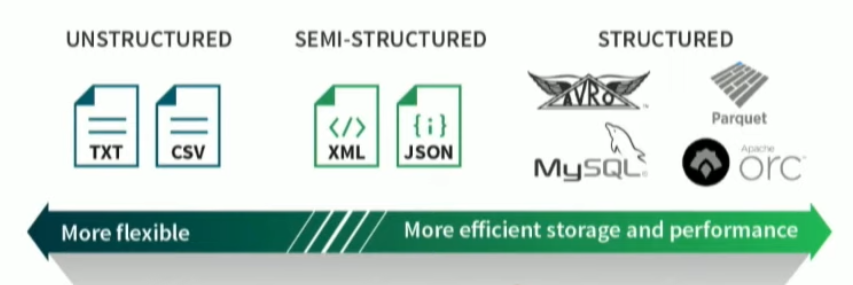 UNSTRUCTURED
SEMI-STRUCTURED
STRUCTURED
TXT
CSV
</>
XML
{i}
JSON
AVRO
™
Parquet
MySQL®
Apache
orc
More flexible
More efficient storage and performance